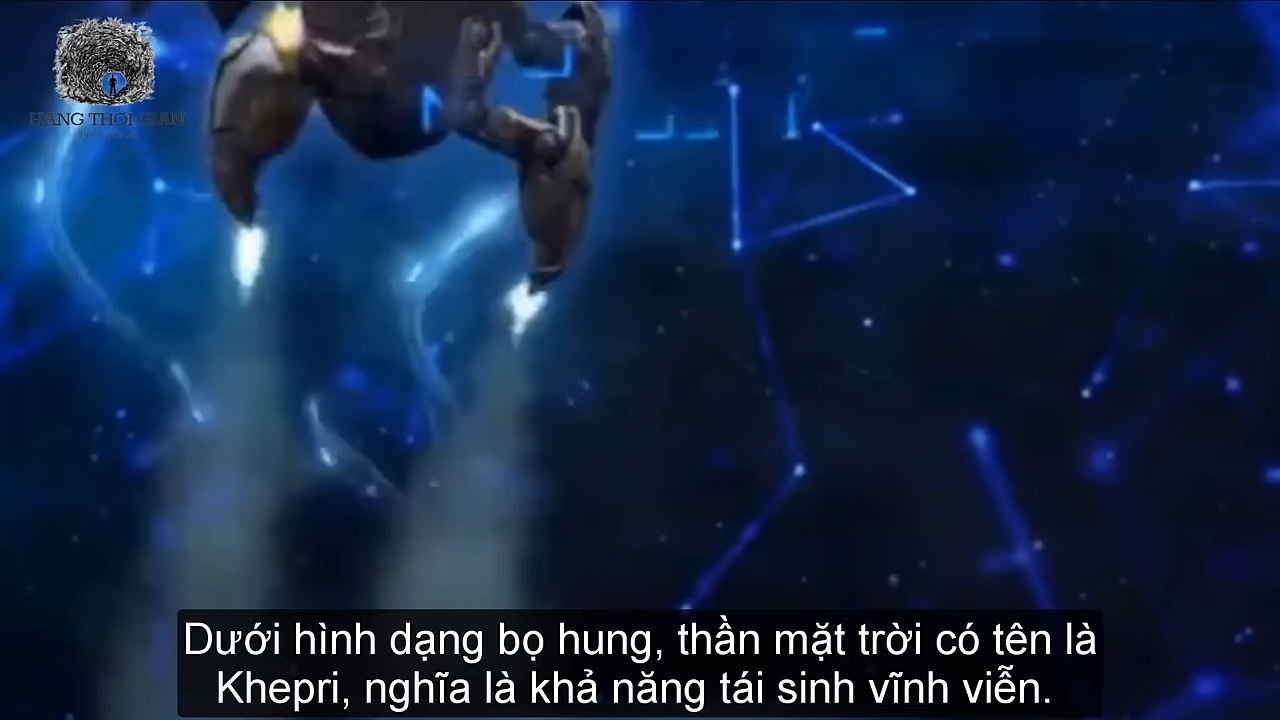 HANG THỜI GIAN
Dưới hình dạng bọ hung, thần mặt trời có tên là
Khepri, nghĩa là khả năng tái sinh vĩnh viễn.